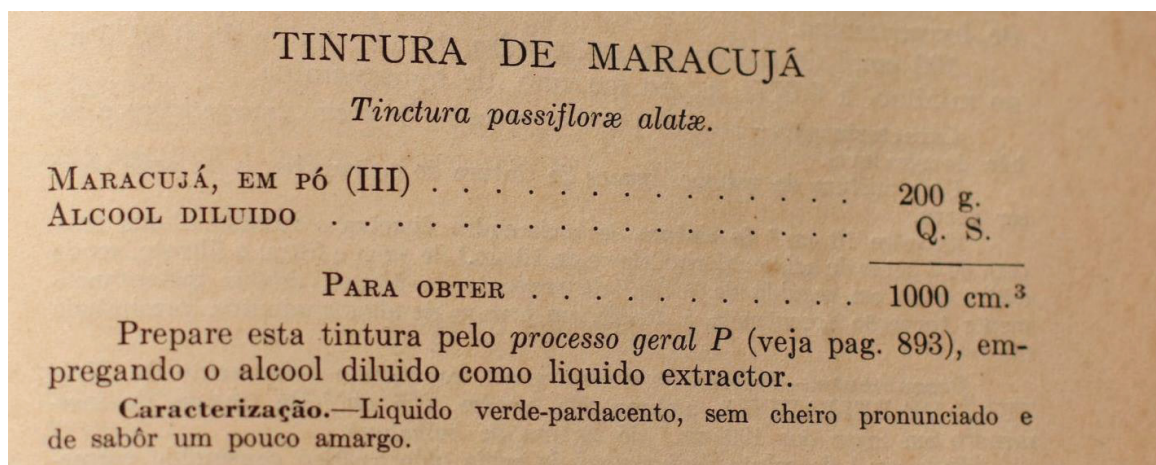 TINTURA DE MARACUJÁ
Tinctura passifloræ alatæ.
MARACUJÁ, EM PÓ (III) . . . . . . . . . . . . . . 200 g.
ALCOOL DILUIDO . . . . . . . . . . . . . . . . . Q. S.
PARA OBTER . . . . . . . . . . . 1000 cm.³
Prepare esta tintura pelo processo geral P (veja pag. 893), em-
pregando o alcool diluido como liquido extractor.
Caracterização.—Liquido verde-pardacento, sem cheiro pronunciado e
de sabôr um pouco amargo.